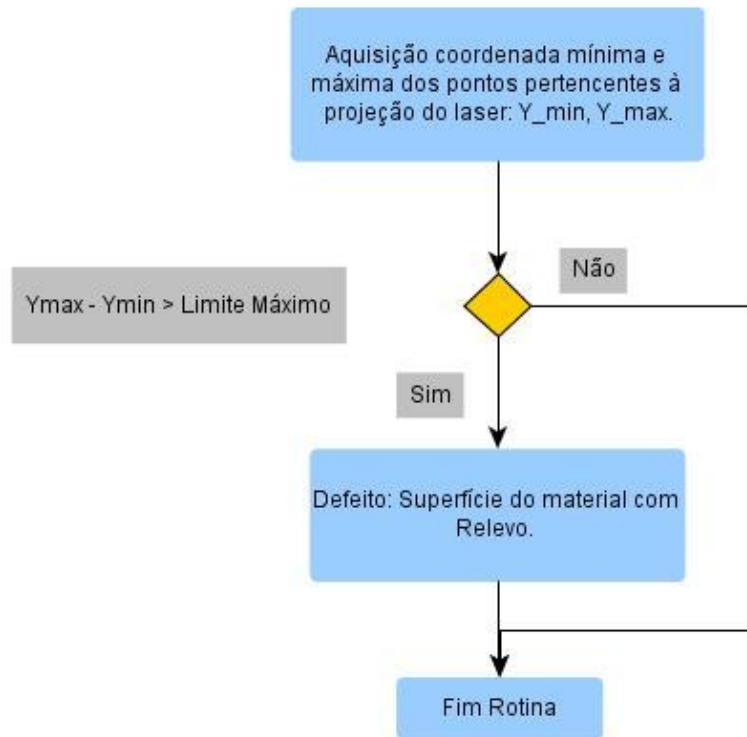 Aquisição coordenada mínima e
máxima dos pontos pertencentes à
projeção do laser: Y_min, Y_max.
Não
Ymax - Ymin > Limite Máximo
Sim
Defeito: Superfície do material com
Relevo.
Fim Rotina